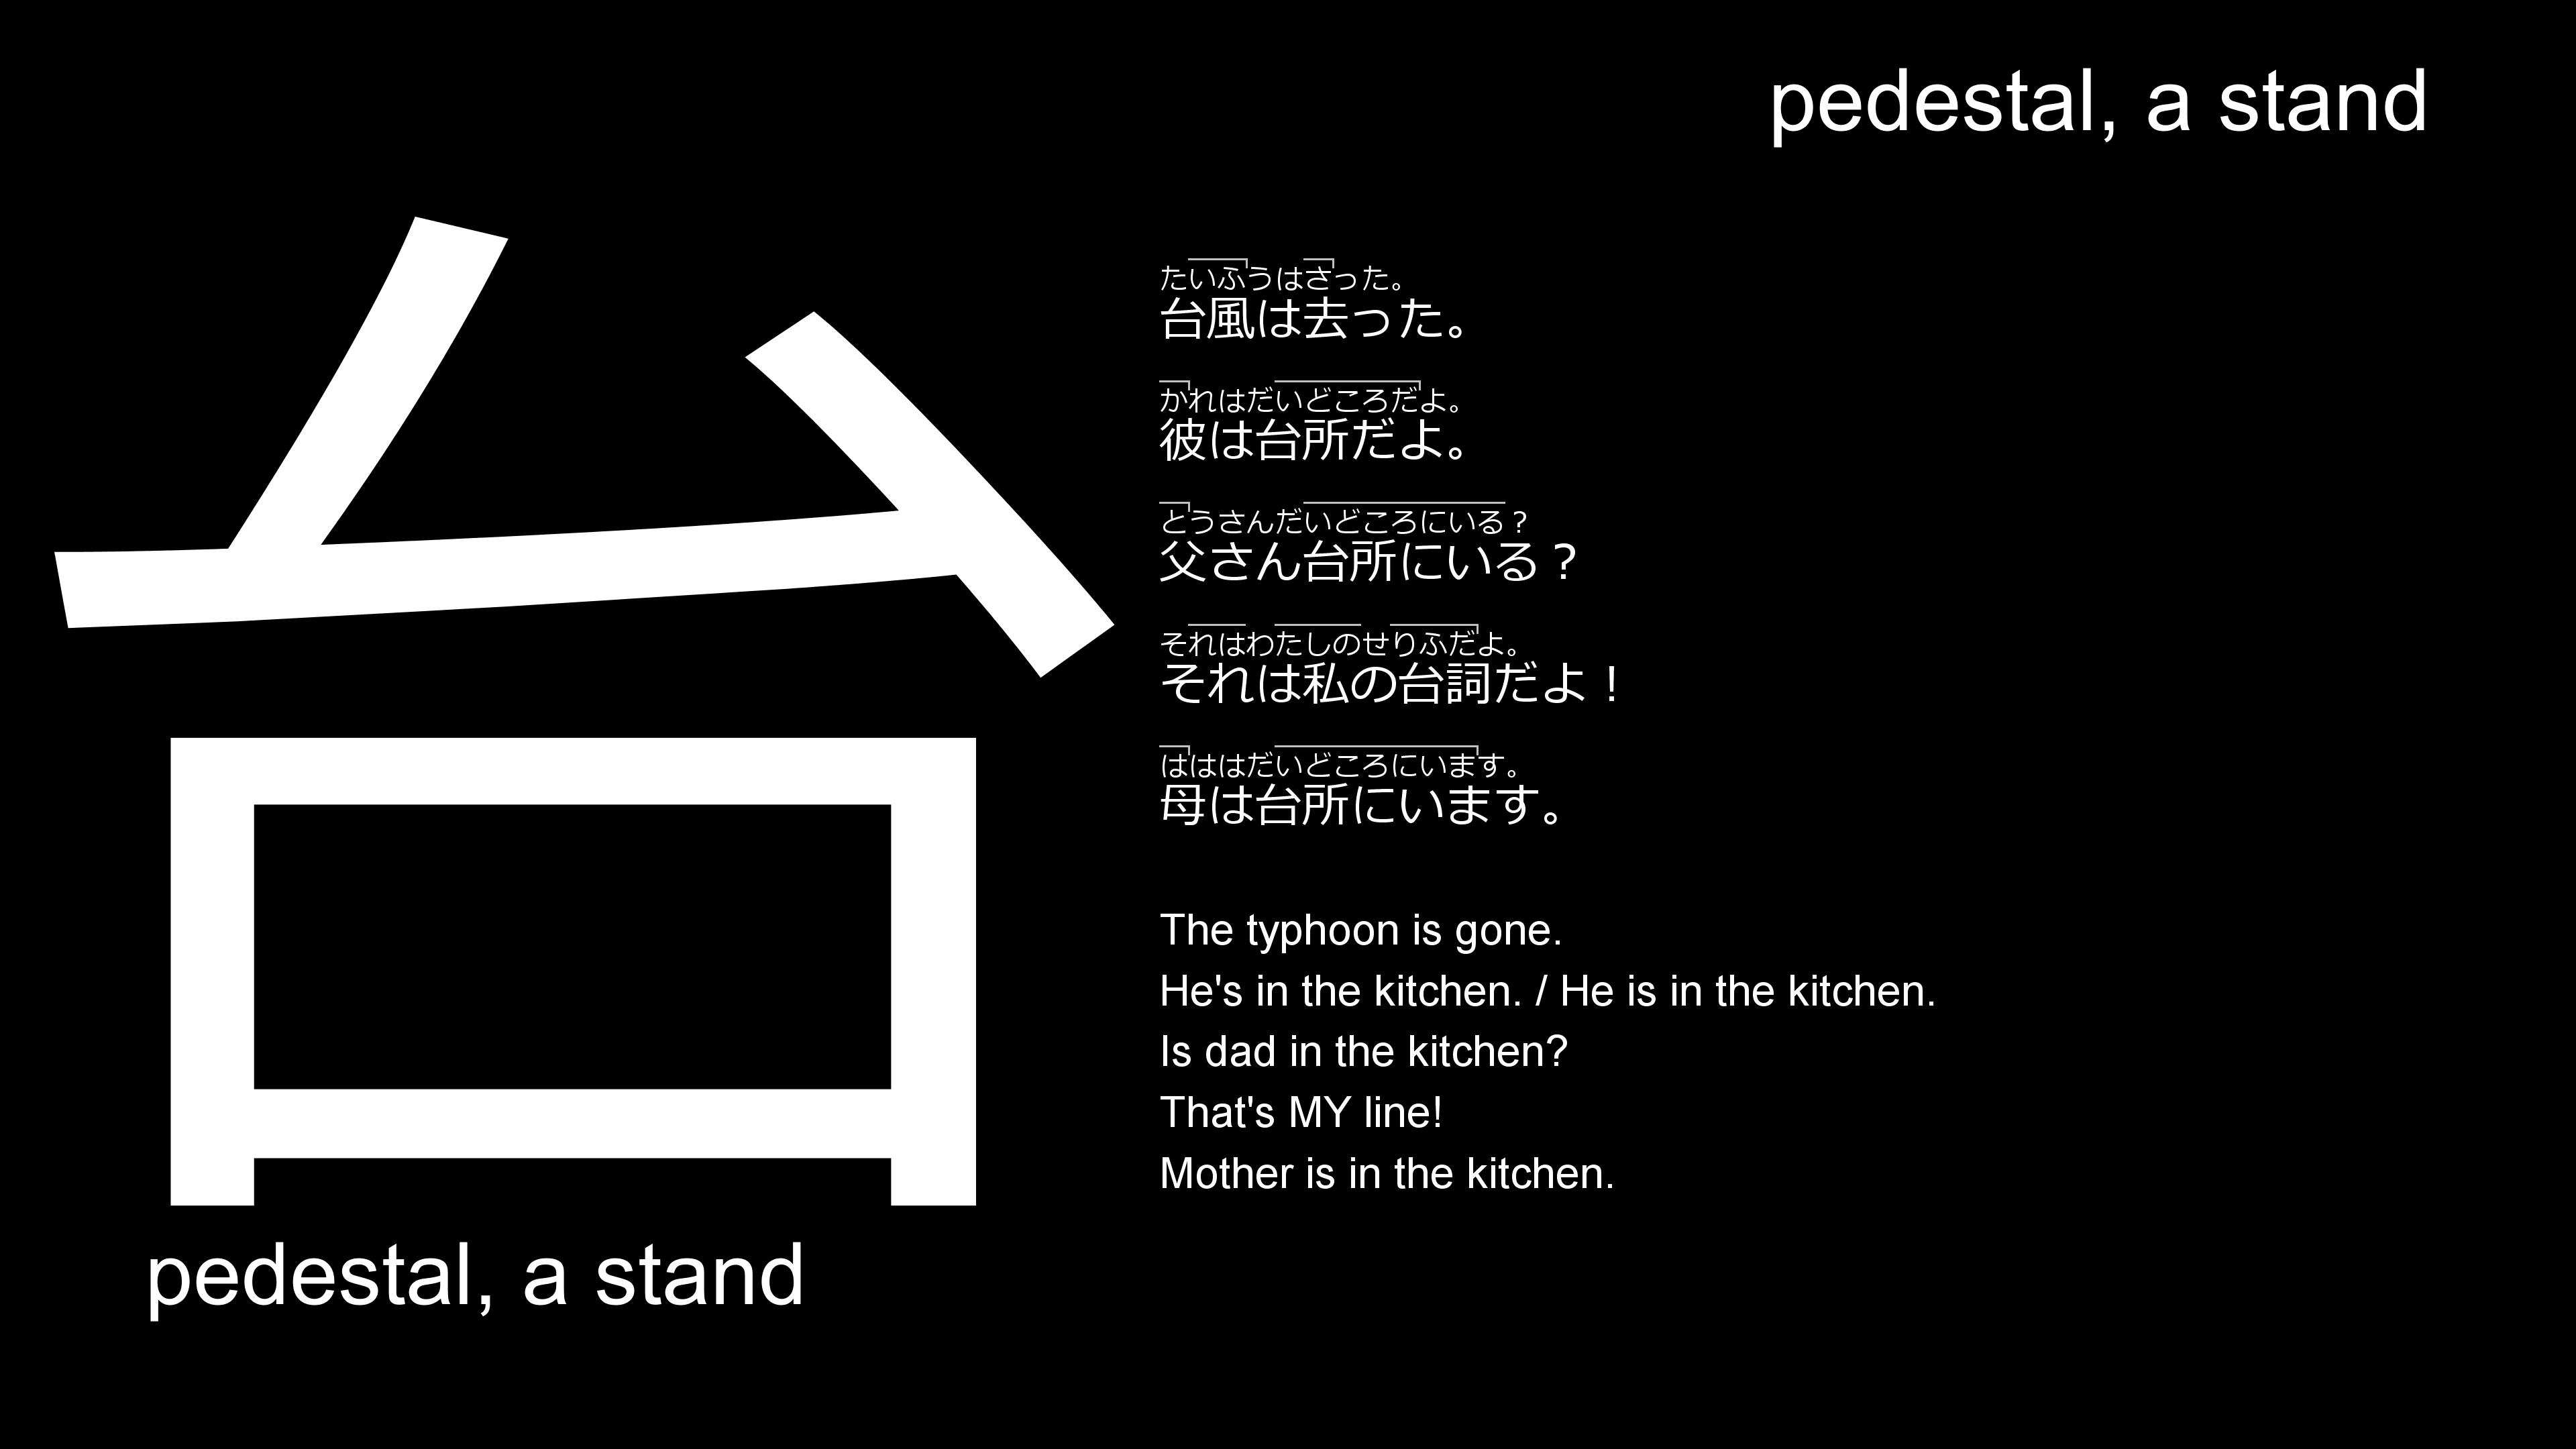 pedestal, a stand
台
pedestal, a stand
たいふうはさった。
台風は去った。
かれはだいどころだよ。
彼は台所だよ。
とうさんだいどころにいる？
父さん台所にいる？
それはわたしのせりふだよ。
それは私の台詞だよ！
はははだいどころにいます。
母は台所にいます。
The typhoon is gone.
He's in the kitchen. / He is in the kitchen.
Is dad in the kitchen?
That's MY line!
Mother is in the kitchen.